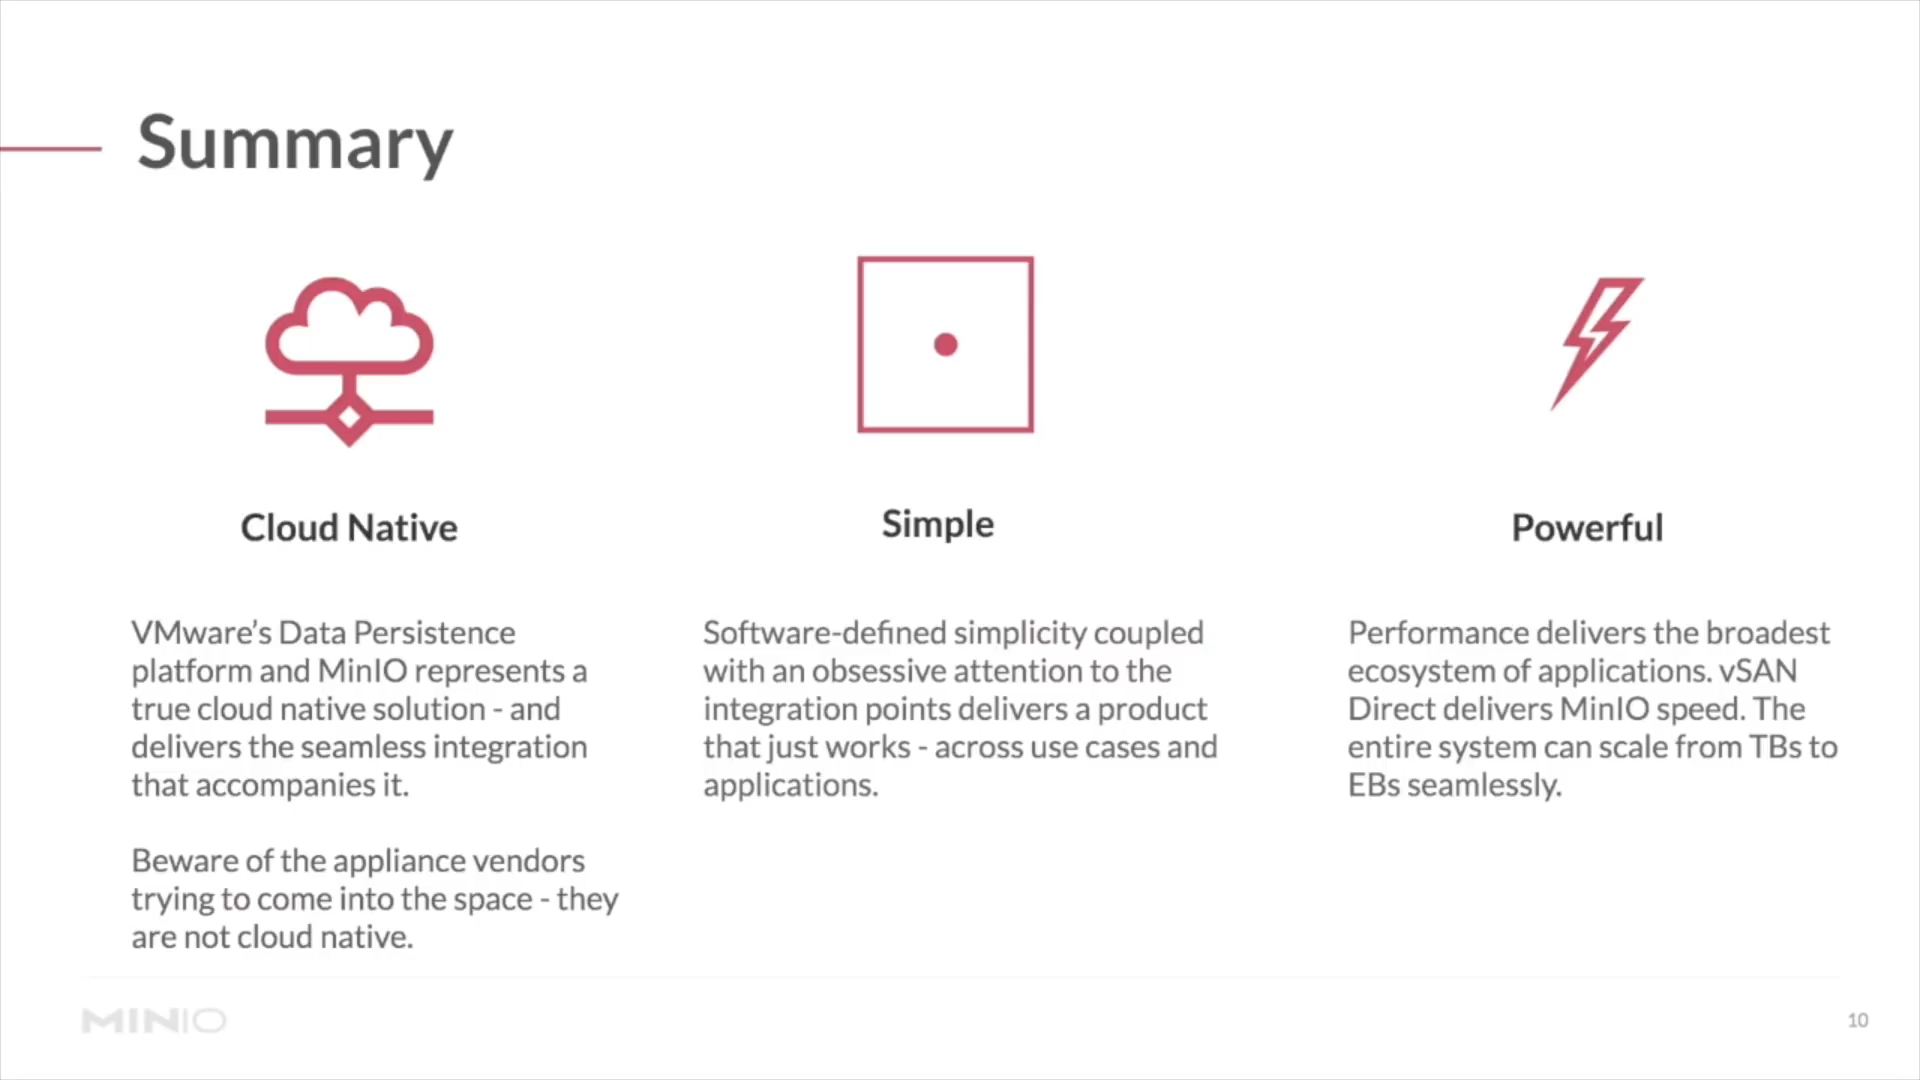 Summary
Cloud Native
VMware’s Data Persistence
platform and MinIO represents a
true cloud native solution - and
delivers the seamless integration
that accompanies it.
Beware of the appliance vendors
trying to come into the space - they
are not cloud native.
Simple
Software-defined simplicity coupled
with an obsessive attention to the
integration points delivers a product
that just works - across use cases and
applications.
Powerful
Performance delivers the broadest
ecosystem of applications. vSAN
Direct delivers MinIO speed. The
entire system can scale from TBs to
EBs seamlessly.
MINIO
10